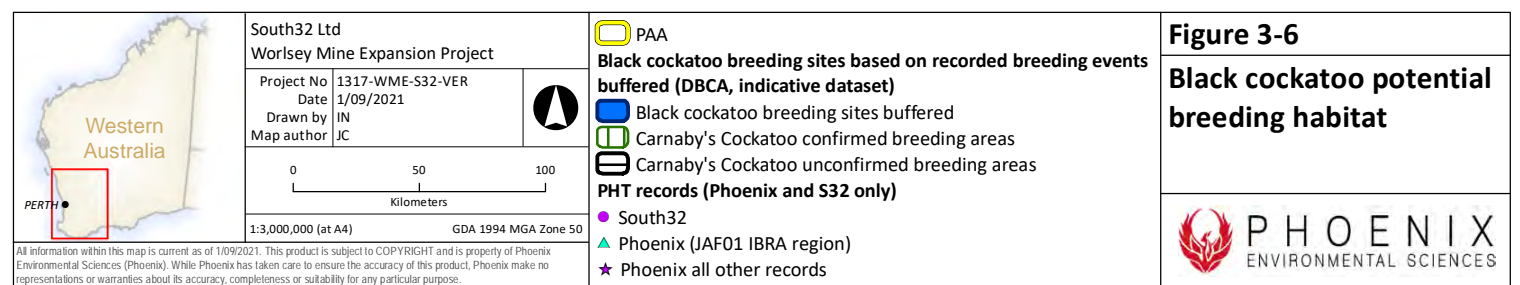 Western
Australia
PERTH
South32 Ltd
Worlsey Mine Expansion Project
Project No 1317-WME-S32-VER
Date 1/09/2021
Drawn by IN
Map author JC
0 50 100
Kilometers
1:3,000,000 (at A4) GDA 1994 MGA Zone 50
All information within this map is current as of 1/09/2021. This product is subject to COPYRIGHT and is property of Phoenix
Environmental Sciences (Phoenix). While Phoenix has taken care to ensure the accuracy of this product, Phoenix make no
representations or warranties about its accuracy, completeness or suitability for any particular purpose.
PAA
Black cockatoo breeding sites based on recorded breeding events
buffered (DBCA, indicative dataset)
Black cockatoo breeding sites buffered
Carnaby's Cockatoo confirmed breeding areas
Carnaby's Cockatoo unconfirmed breeding areas
PHT records (Phoenix and S32 only)
South32
Phoenix (JAF01 IBRA region)
Phoenix all other records
Figure 3-6
Black cockatoo potential
breeding habitat
PHOENIX
ENVIRONMENTAL SCIENCES